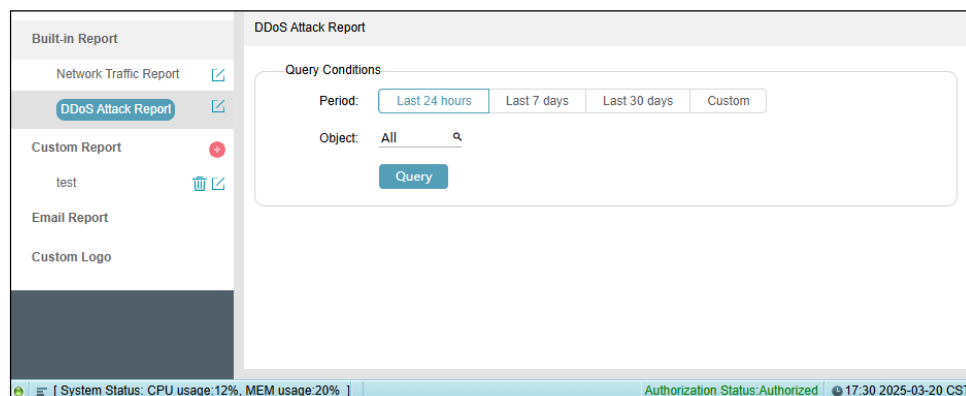 Built-in Report
Network Traffic Report
DDoS Attack Report
Custom Report
test
Email Report
Custom Logo
DDoS Attack Report
Query Conditions
Period: Last 24 hours Last 7 days Last 30 days Custom
Object: All
Query
[ System Status: CPU usage:12%, MEM usage:20% ] Authorization Status:Authorized 17:30 2025-03-20 CST